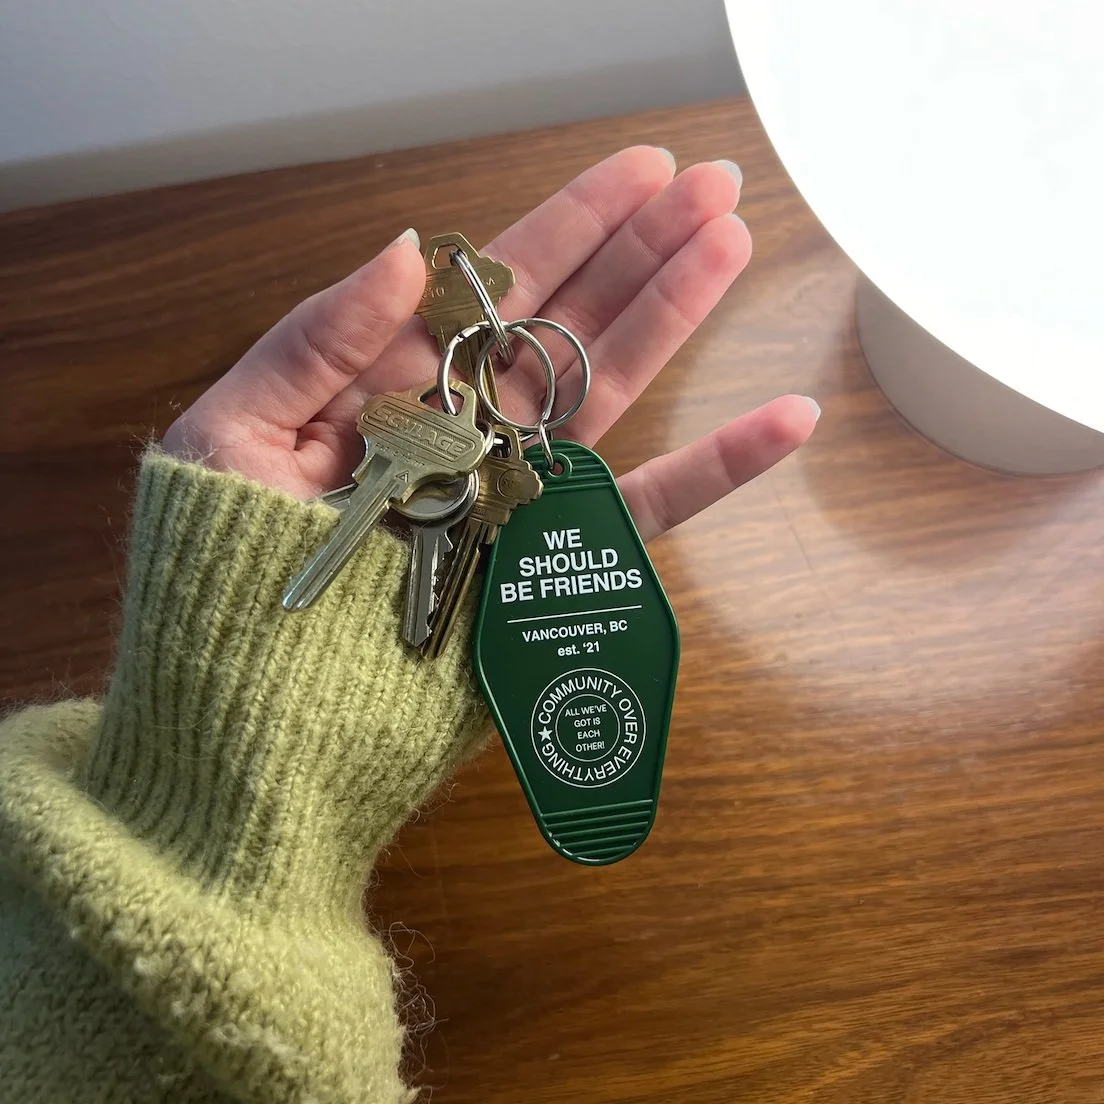 SCHLAGE
WE
SHOULD
BE FRIENDS
VANCOUVER, BC
est. ‘21
COMMUNITY OVER EVERYTHING★
ALL WE'VE
GOT IS
EACH
OTHER!